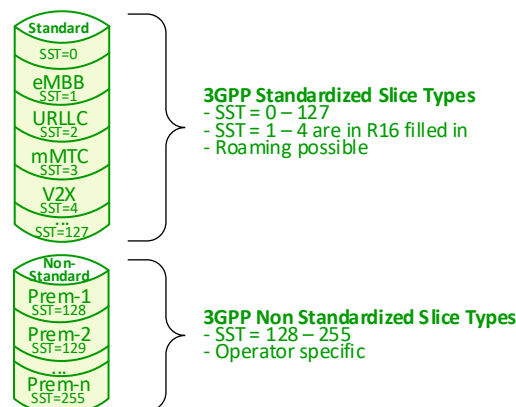 Standard
SST=0
eMBB
SST=1
URLLC
SST=2
mMTC
SST=3
V2X
SST=4
...
SST=127
3GPP Standardized Slice Types
- SST = 0 – 127
- SST = 1 – 4 are in R16 filled in
- Roaming possible
Non-
Standard
Prem-1
SST=128
Prem-2
SST=129
...
Prem-n
SST=255
3GPP Non Standardized Slice Types
- SST = 128 – 255
- Operator specific